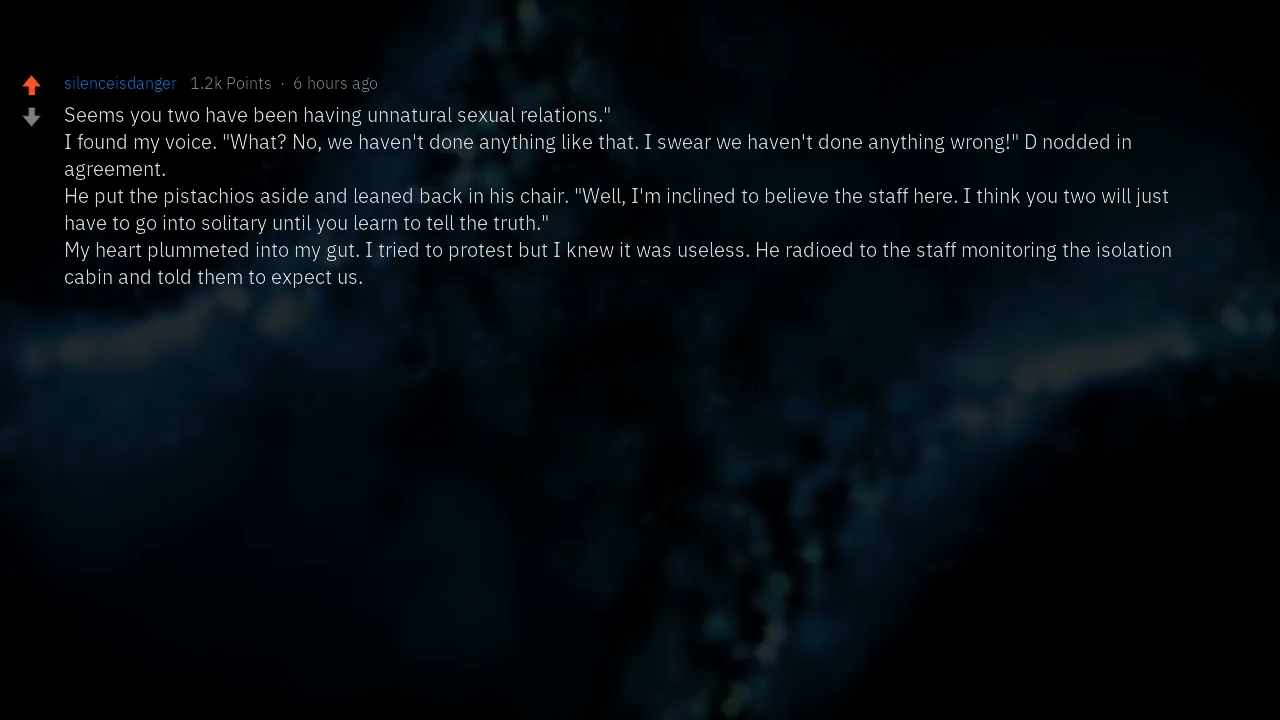 silenceisdanger 1.2k Points · 6 hours ago
Seems you two have been having unnatural sexual relations."
I found my voice. "What? No, we haven't done anything like that. I swear we haven't done anything wrong!" D nodded in
agreement.
He put the pistachios aside and leaned back in his chair. "Well, I'm inclined to believe the staff here. I think you two will just
have to go into solitary until you learn to tell the truth."
My heart plummeted into my gut. I tried to protest but I knew it was useless. He radioed to the staff monitoring the isolation
cabin and told them to expect us.